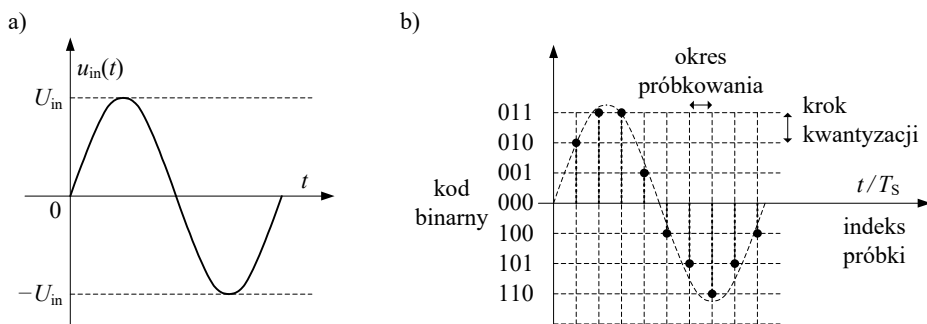 a)
u_in(t)
U_in
t
0
−U_in
b)
okres
próbkowania
krok
kwantyzacji
011
010
001
000
100
101
110
kod
binarny
t/T_S
indeks
próbki